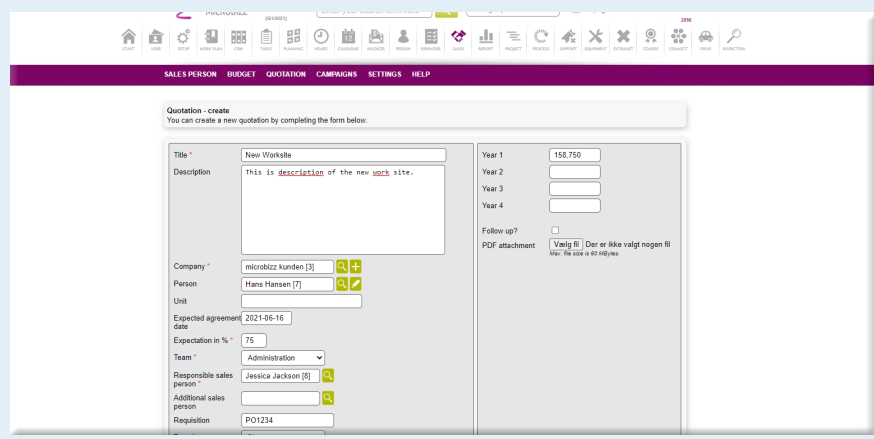 MICROBIZZ
(Q1/2021)
2556
START JOBS SETUP WORK PLAN CRM TASKS PLANNING HOURS CALENDAR INVOICES PERSON REMINDER SALES REPORT PROJECT PROCESS SUPPORT EQUIPMENT EXTRANET COURSE CONNECT DRIVE INSPECTION
SALES PERSON BUDGET QUOTATION CAMPAIGNS SETTINGS HELP
Quotation - create
You can create a new quotation by completing the form below.
Title * New Worksite
Description This is description of the new work site.
Company * microbizz kunden [3]
Person Hans Hansen [7]
Unit
Expected agreement date 2021-06-16
Expectation in % * 75
Team * Administration
Responsible sales person * Jessica Jackson [8]
Additional sales person
Requisition PO1234
Year 1 158,750
Year 2
Year 3
Year 4
Follow up?
PDF attachment Vælg fil Der er ikke valgt nogen fil
Max. file size is 60 MBytes